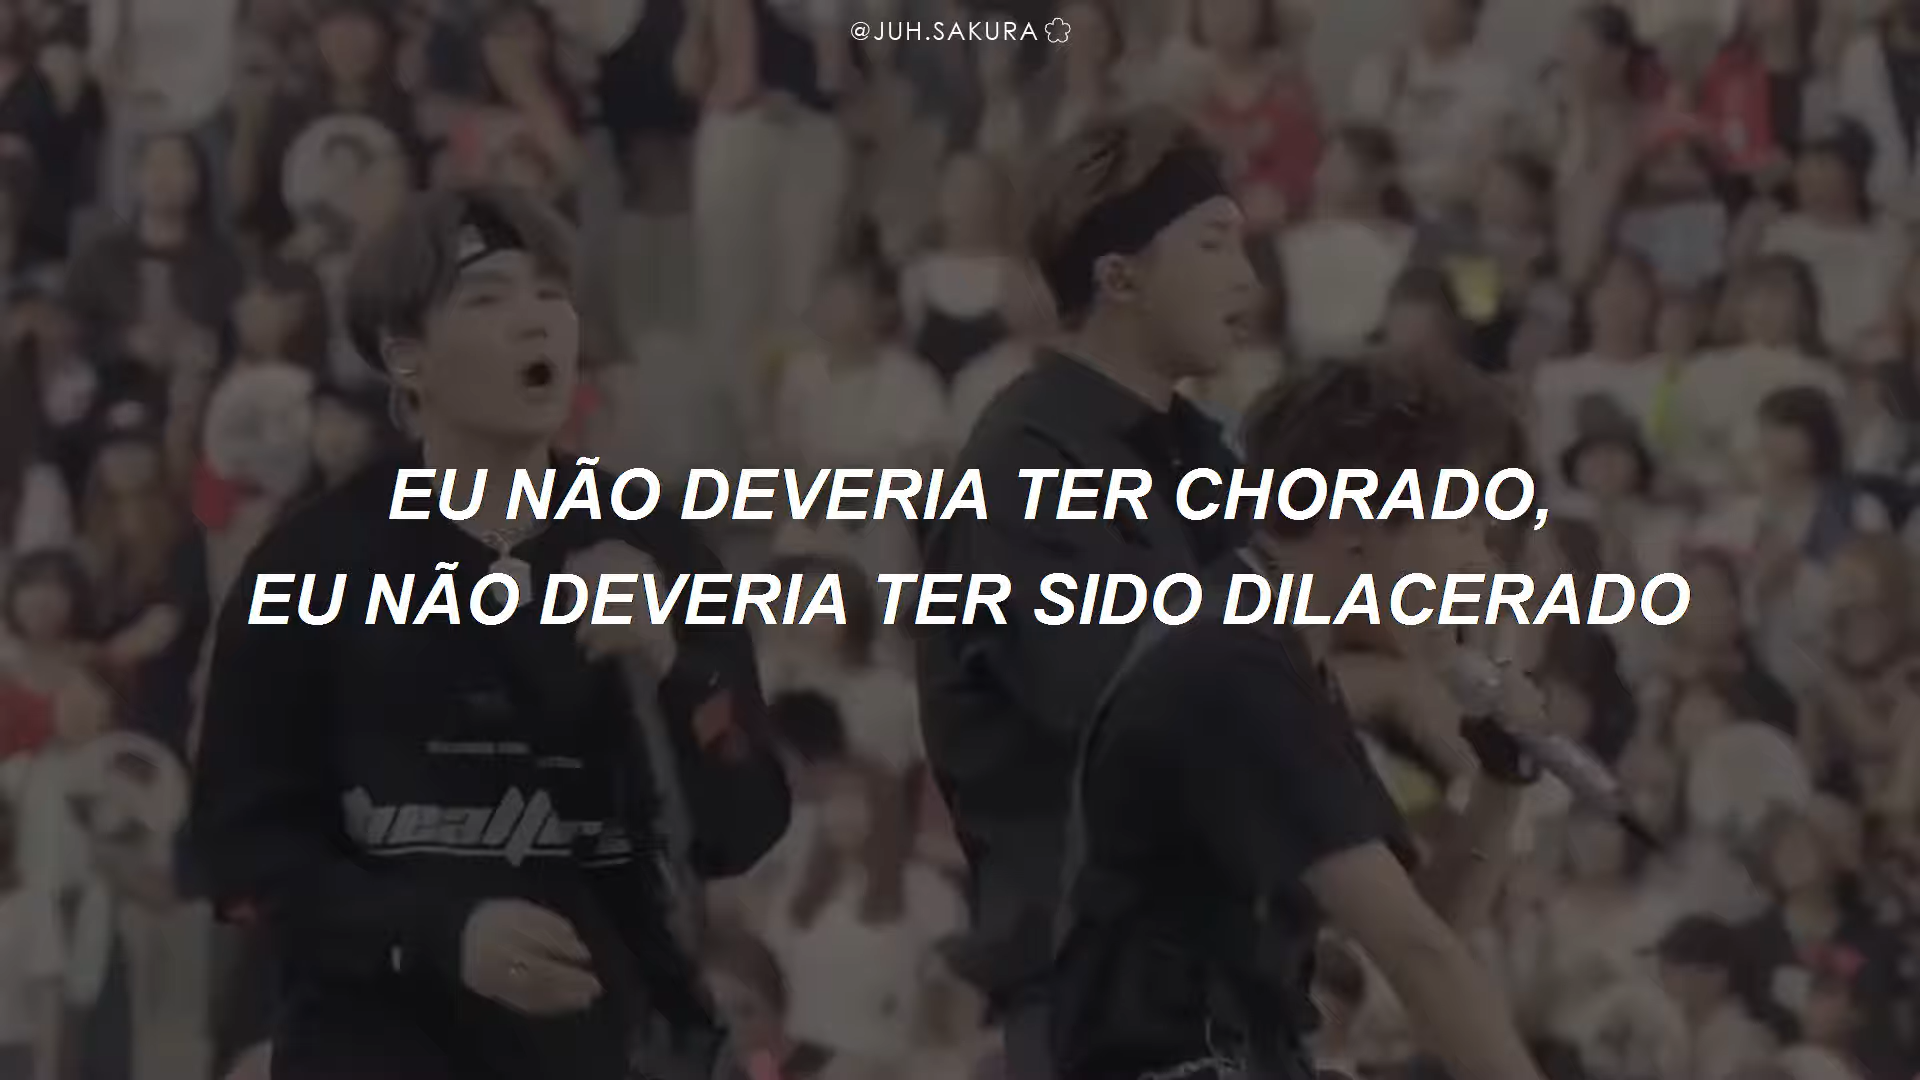 @JUH.SAKURA
EU NÃO DEVERIA TER CHORADO,
EU NÃO DEVERIA TER SIDO DILACERADO